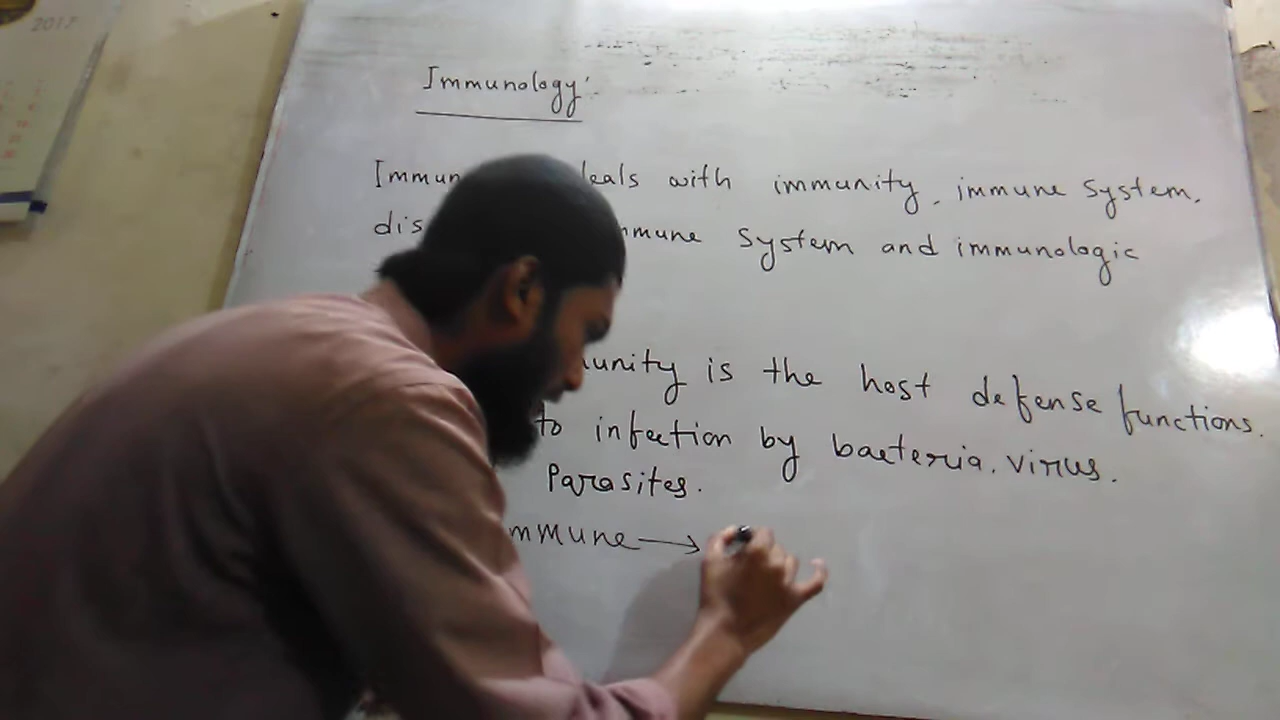 2017
Immunology
Immun deals with immunity, immune system,
dis mmune system and immunologic
unity is the host defense functions.
to infection by bacteria, virus.
Parasites.
mmune →